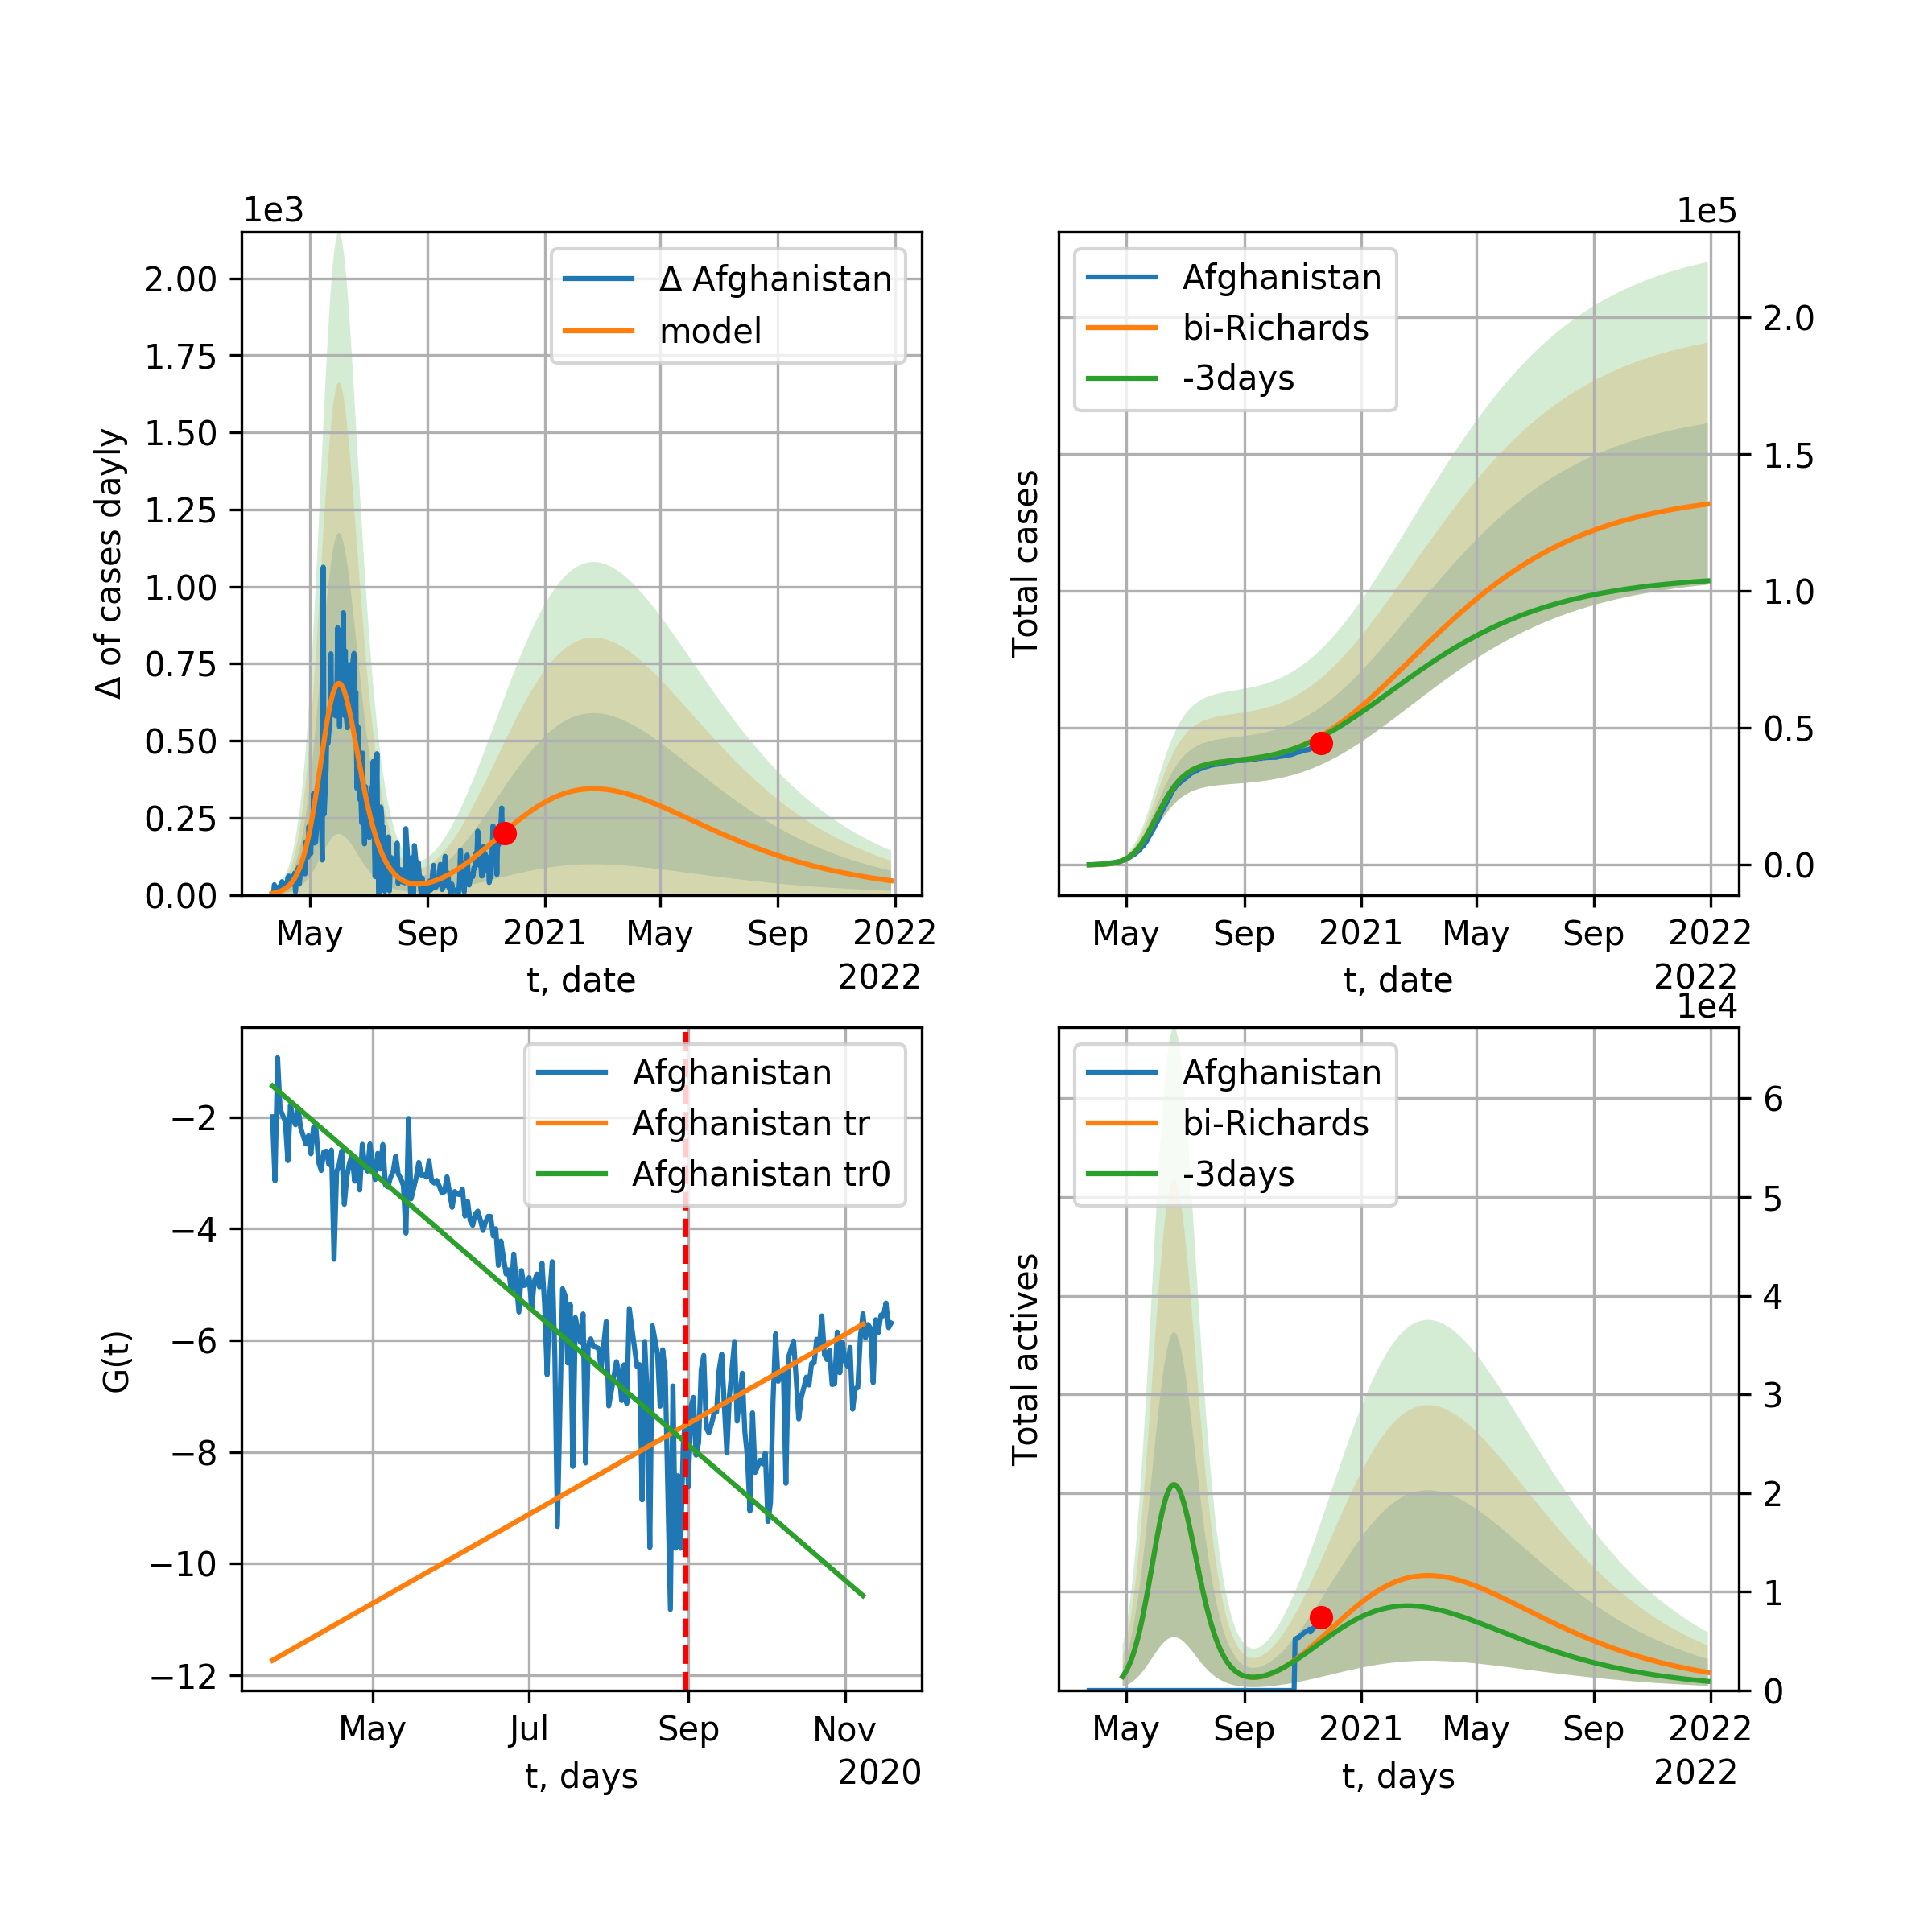 1e3
2.00
1.75
1.50
1.25
1.00
0.75
0.50
0.25
0.00
Δ of cases dayly
Δ Afghanistan
model
May Sep 2021 May Sep 2022
t, date
2022
1e5
Total cases
Afghanistan
bi-Richards
-3days
2.0
1.5
1.0
0.5
0.0
May Sep 2021 May Sep 2022
t, date
2022
−2
−4
−6
−8
−10
−12
G(t)
Afghanistan
Afghanistan tr
Afghanistan tr0
May Jul Sep Nov
t, days
2020
1e4
Total actives
Afghanistan
bi-Richards
-3days
6
5
4
3
2
1
0
May Sep 2021 May Sep 2022
t, days
2022